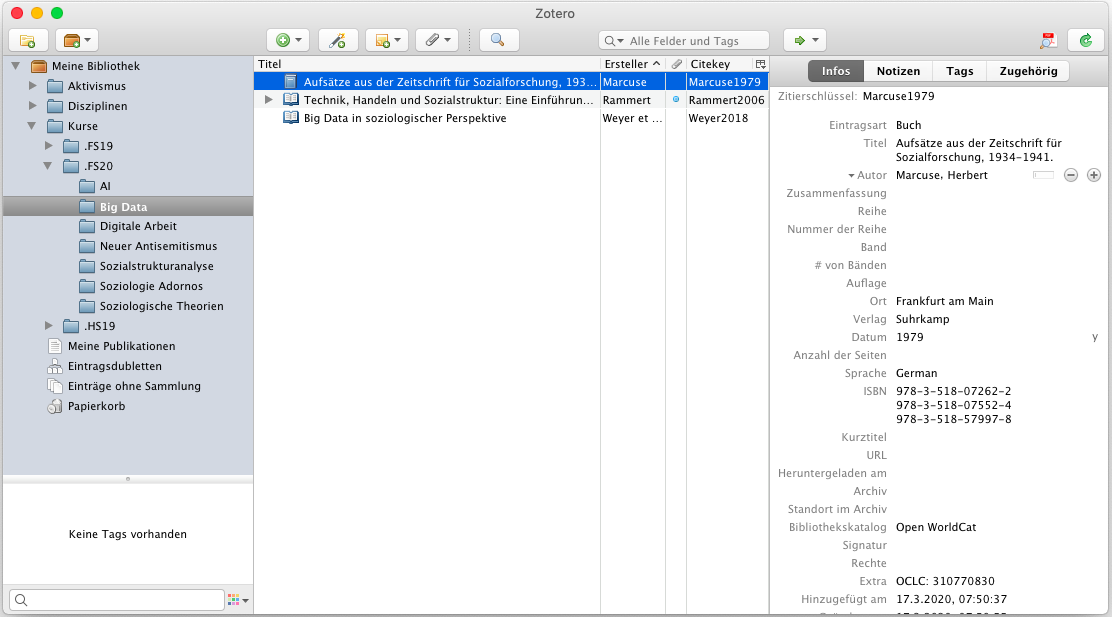 Zotero
Alle Felder und Tags
Meine Bibliothek
Aktivismus
Disziplinen
Kurse
.FS19
.FS20
AI
Big Data
Digitale Arbeit
Neuer Antisemitismus
Sozialstrukturanalyse
Soziologie Adornos
Soziologische Theorien
.HS19
Meine Publikationen
Eintragsdubletten
Einträge ohne Sammlung
Papierkorb
Keine Tags vorhanden
Titel Ersteller Citekey
Aufsätze aus der Zeitschrift für Sozialforschung, 193... Marcuse Marcuse1979
Technik, Handeln und Sozialstruktur: Eine Einführun... Rammert Rammert2006
Big Data in soziologischer Perspektive Weyer et ... Weyer2018
Infos Notizen Tags Zugehörig
Zitierschlüssel: Marcuse1979
Eintragsart Buch
Titel Aufsätze aus der Zeitschrift für
Sozialforschung, 1934-1941.
Autor Marcuse, Herbert
Zusammenfassung
Reihe
Nummer der Reihe
Band
# von Bänden
Auflage
Ort Frankfurt am Main
Verlag Suhrkamp
Datum 1979 y
Anzahl der Seiten
Sprache German
ISBN 978-3-518-07262-2
978-3-518-07552-4
978-3-518-57997-8
Kurztitel
URL
Heruntergeladen am
Archiv
Standort im Archiv
Bibliothekskatalog Open WorldCat
Signatur
Rechte
Extra OCLC: 310770830
Hinzugefügt am 17.3.2020, 07:50:37